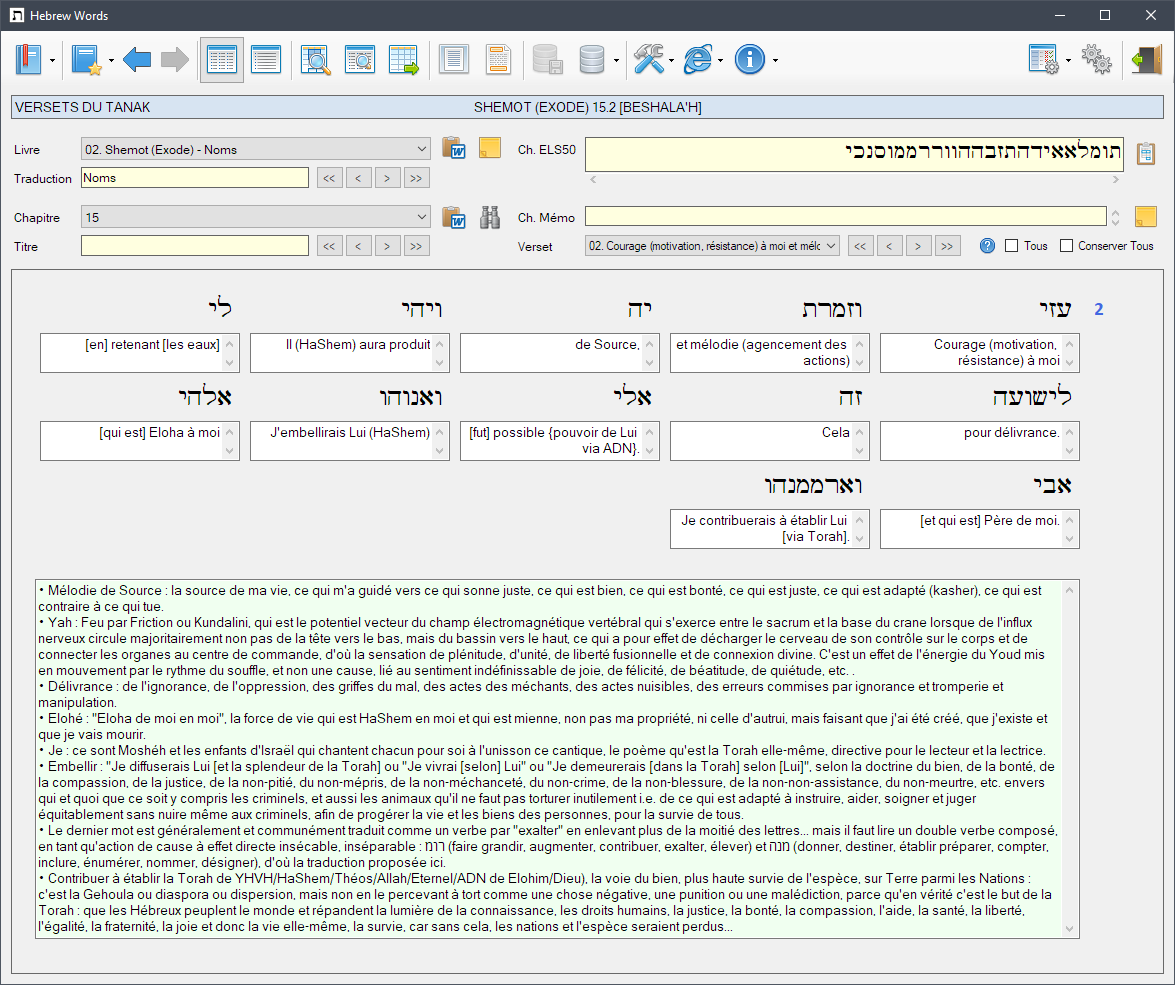 Hebrew Words
VERSETS DU TANAK
SHEMOT (EXODE) 15.2 [BESHALA'H]
Livre
02. Shemot (Exode) - Noms
Ch. ELS50
תומלאאידהתזבההווררממוסנכי
Traduction
Noms
<<
<
>
>>
Chapitre
15
Ch. Mémo
Titre
<<
<
>
>>
Verset
02. Courage (motivation, résistance) à moi et mélc
<<
<
>
>>
Tous
Conserver Tous
2
עזי
וזמרת
יה
ויהי
לי
Courage (motivation,
résistance) à moi
et mélodie (agencement des
actions)
de Source,
Il (HaShem) aura produit
[en] retenant [les eaux]
לישועה
זה
אלי
ואנוהו
אלהי
pour délivrance.
Cela
[fut] possible {pouvoir de Lui
via ADN}.
J'embellirais Lui (HaShem)
[qui est] Eloha à moi
אבי
וארממנהו
[et qui est] Père de moi.
Je contribuerais à établir Lui
[via Torah].
• Mélodie de Source : la source de ma vie, ce qui m'a guidé vers ce qui sonne juste, ce qui est bien, ce qui est bonté, ce qui est juste, ce qui est adapté (kasher), ce qui est
contraire à ce qui tue.
• Yah : Feu par Friction ou Kundalini, qui est le potentiel vecteur du champ électromagnétique vertébral qui s'exerce entre le sacrum et la base du crane lorsque de l'influx
nerveux circule majoritairement non pas de la tête vers le bas, mais du bassin vers le haut, ce qui a pour effet de décharger le cerveau de son contrôle sur le corps et de
connecter les organes au centre de commande, d'où la sensation de plénitude, d'unité, de liberté fusionnelle et de connexion divine. C'est un effet de l'énergie du Youd mis
en mouvement par le rythme du souffle, et non une cause, lié au sentiment indéfinissable de joie, de félicité, de béatitude, de quiétude, etc. .
• Délivrance : de l'ignorance, de l'oppression, des griffes du mal, des actes des méchants, des actes nuisibles, des erreurs commises par ignorance et tromperie et
manipulation.
• Elohé : "Eloha de moi en moi", la force de vie qui est HaShem en moi et qui est mienne, non pas ma propriété, ni celle d'autrui, mais faisant que j'ai été créé, que j'existe et
que je vais mourir.
• Je : ce sont Moshéh et les enfants d'Israël qui chantent chacun pour soi à l'unisson ce cantique, le poème qu'est la Torah elle-même, directive pour le lecteur et la lectrice.
• Embellir : "Je diffuserais Lui [et la splendeur de la Torah] ou "Je vivrai [selon] Lui" ou "Je demeurerais [dans la Torah] selon [Lui]", selon la doctrine du bien, de la bonté, de
la compassion, de la justice, de la non-pitié, du non-mépris, de la non-méchanceté, du non-crime, de la non-blessure, de la non-non-assistance, du non-meurtre, etc. envers
qui et quoi que ce soit y compris les criminels, et aussi les animaux qu'il ne faut pas torturer inutilement i.e. de ce qui est adapté à instruire, aider, soigner et juger
équitablement sans nuire même aux criminels, afin de progérer la vie et les biens des personnes, pour la survie de tous.
• Le dernier mot est généralement et communément traduit comme un verbe par "exalter" en enlevant plus de la moitié des lettres... mais il faut lire un double verbe composé,
en tant qu'action de cause à effet directe insécable, inséparable : רומ (faire grandir, augmenter, contribuer, exalter, élever) et מנה (donner, destiner, établir préparer, compter,
inclure, énumérer, nommer, désigner), d'où la traduction proposée ici.
• Contribuer à établir la Torah de YHVH/HaShem/Théos/Allah/Eternel/ADN de Elohim/Dieu), la voie du bien, plus haute survie de l'espèce, sur Terre parmi les Nations :
c'est la Gehoula ou diaspora ou dispersion, mais non en le percevant à tort comme une chose négative, une punition ou une malédiction, parce qu'en vérité c'est le but de la
Torah : que les Hébreux peuplent le monde et répandent la lumière de la connaissance, les droits humains, la justice, la bonté, la compassion, l'aide, la santé, la liberté,
l'égalité, la fraternité, la joie et donc la vie elle-même, la survie, car sans cela, les nations et l'espèce seraient perdus...